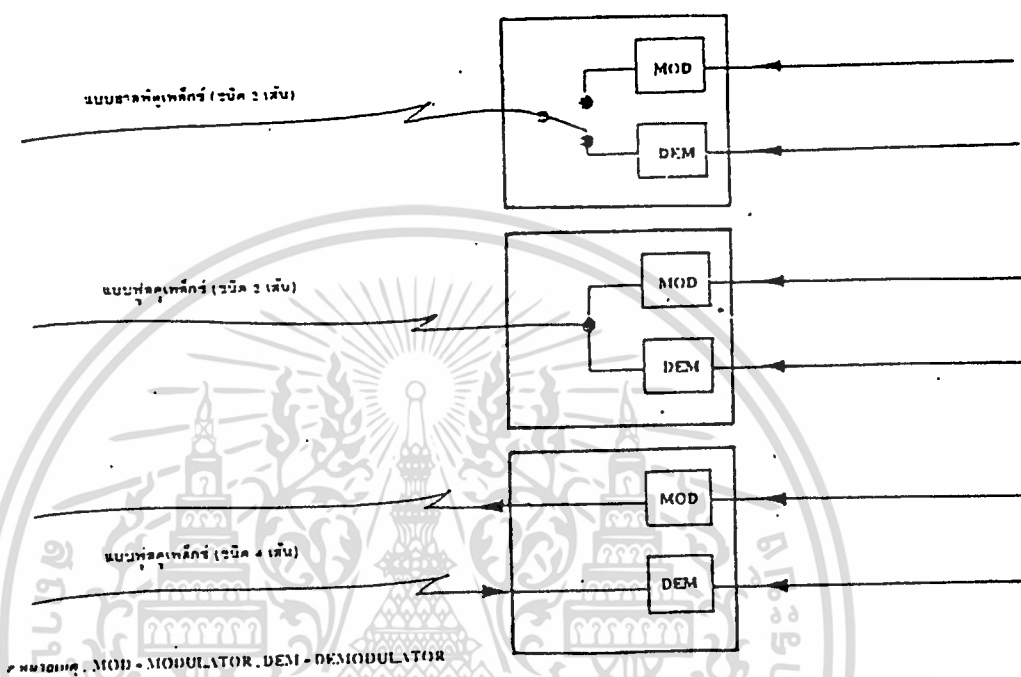 แบบฮาลฟ์ดูเพล็กซ์ (ชนิด 2 เส้น)
MOD
DEM
แบบฟูลดูเพล็กซ์ (ชนิด 2 เส้น)
MOD
DEM
MOD
แบบฟูลดูเพล็กซ์ (ชนิด 4 เส้น)
DEM
หมายเหตุ . MOD - MODULATOR . DEM - DEMODULATOR